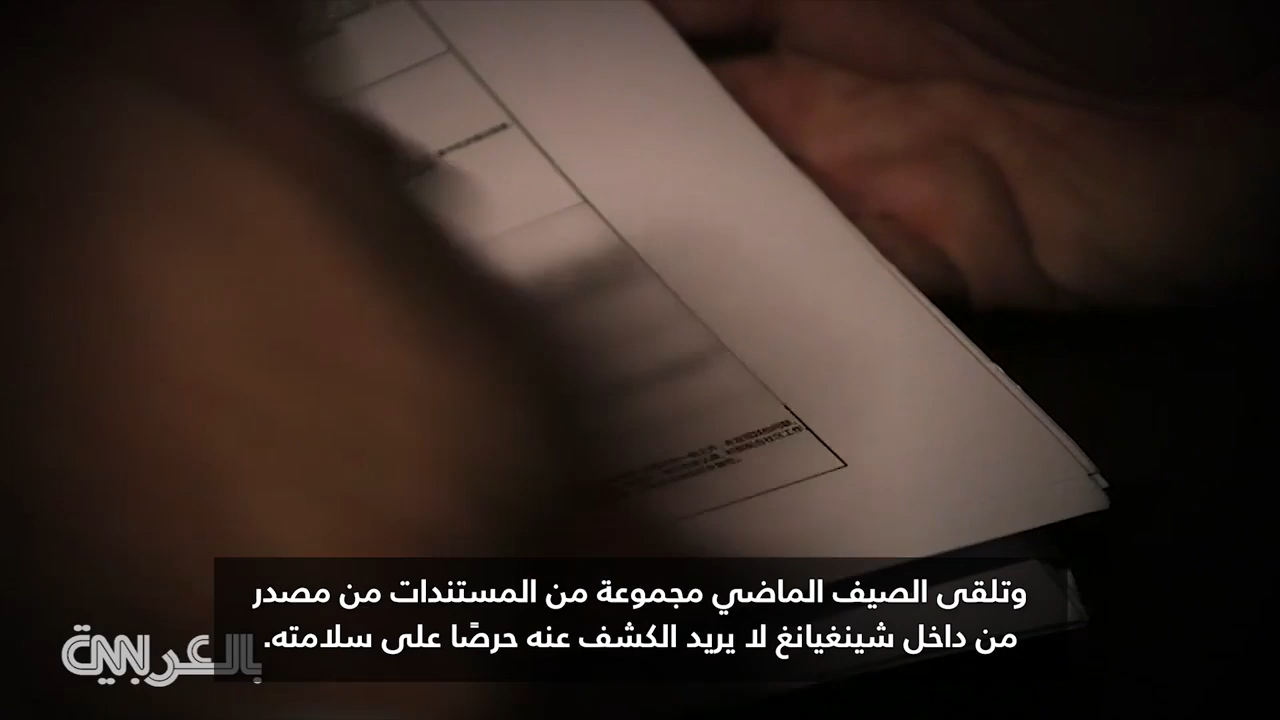 وتلقى الصيف الماضي مجموعة من المستندات من مصدر
من داخل شينغيانغ لا يريد الكشف عنه حرصًا على سلامته.
CNN بالعربية